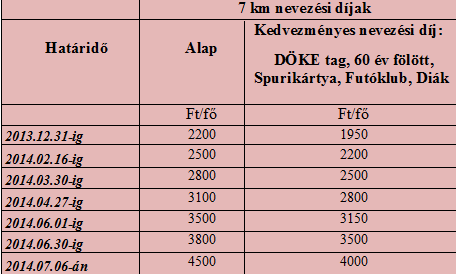 7 km nevezési díjak
Határidő Alap Kedvezményes nevezési díj:
DÖKE tag, 60 év fölött,
Spurikártya, Futóklub, Diák
Ft/fő Ft/fő
2013.12.31-ig 2200 1950
2014.02.16-ig 2500 2200
2014.03.30-ig 2800 2500
2014.04.27-ig 3100 2800
2014.06.01-ig 3500 3150
2014.06.30-ig 3800 3500
2014.07.06-án 4500 4000